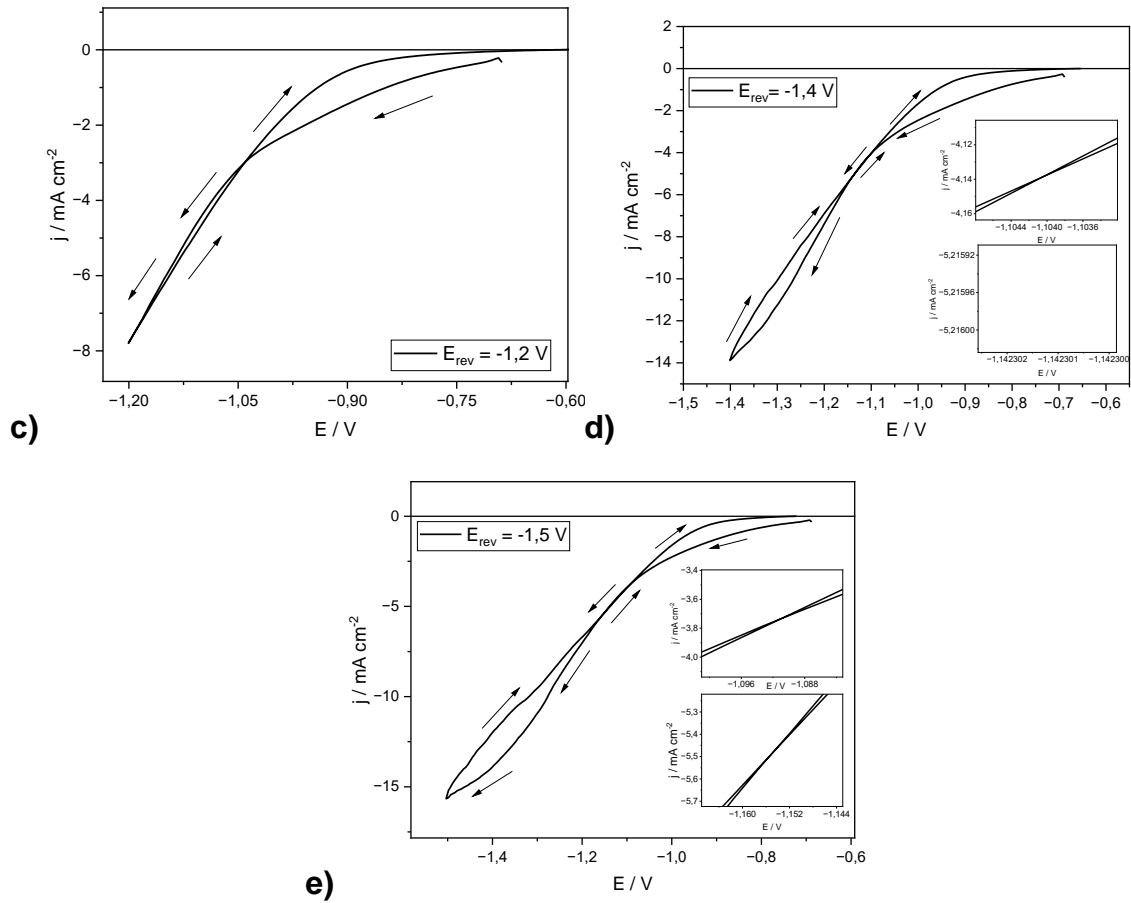 0
−2
−4
−6
−8
j / mA cm-2
E_rev = -1,2 V
−1,20 −1,05 −0,90 −0,75 −0,60
E / V
c)
2
0
−2
−4
−6
−8
−10
−12
−14
j / mA cm-2
E_rev= -1,4 V
−4,12
−4,14
−4,16
j / mA cm-2
−1,1044 −1,1040 −1,1036
E / V
−5,21592
−5,21596
−5,21600
j / mA cm-2
−1,142302 −1,142301 −1,142300
E / V
−1,5 −1,4 −1,3 −1,2 −1,1 −1,0 −0,9 −0,8 −0,7 −0,6 −0,5
E / V
d)
0
−5
−10
−15
j / mA cm-2
E_rev = -1,5 V
−3,4
−3,6
−3,8
−4,0
j / mA cm-2
−1,096 −1,088
E / V
−5,3
−5,4
−5,5
−5,6
−5,7
j / mA cm-2
−1,160 −1,152 −1,144
E / V
−1,4 −1,2 −1,0 −0,8 −0,6
E / V
e)